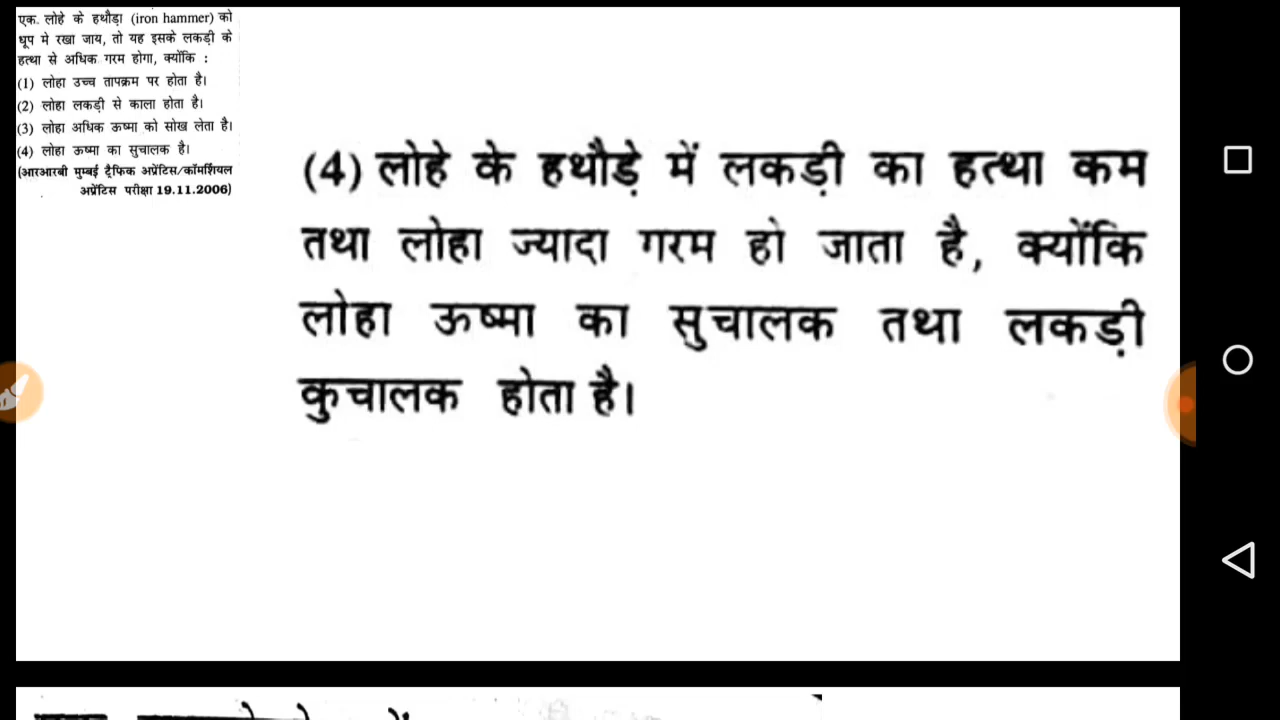 एक लोहे के हथौड़ा (iron hammer) को
धूप मे रखा जाय, तो यह इसके लकड़ी के
हत्था से अधिक गरम होगा, क्योंकि :
(1) लोहा उच्च तापक्रम पर होता है।
(2) लोहा लकड़ी से काला होता है।
(3) लोहा अधिक ऊष्मा को सोख लेता है।
(4) लोहा ऊष्मा का सुचालक है।
(आरआरबी मुम्बई ट्रैफिक अप्रेंटिस/कॉमर्शियल
अप्रेंटिस परीक्षा 19.11.2006)
(4) लोहे के हथौड़े में लकड़ी का हत्था कम
तथा लोहा ज्यादा गरम हो जाता है, क्योंकि
लोहा ऊष्मा का सुचालक तथा लकड़ी
कुचालक होता है।